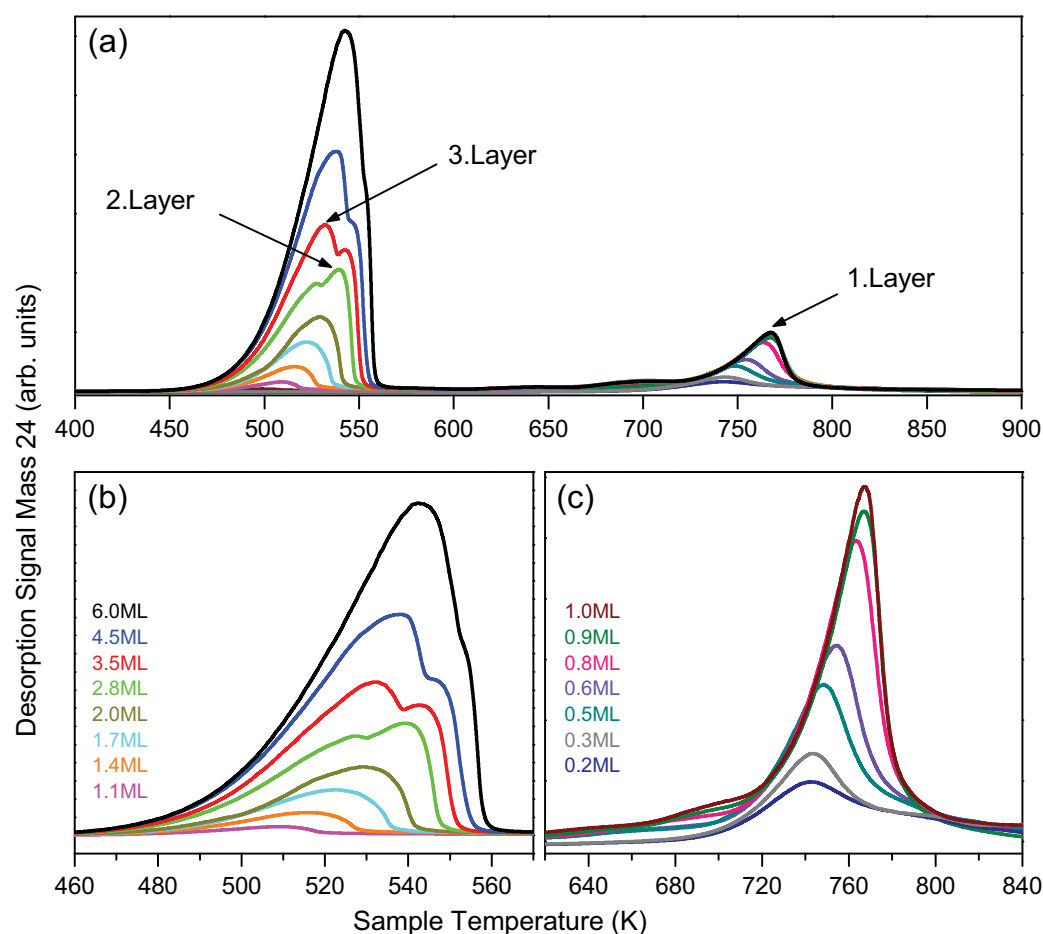 Desorption Signal Mass 24 (arb. units)
(a)
3.Layer
2.Layer
1.Layer
400 450 500 550 600 650 700 750 800 850 900
(b)
6.0ML
4.5ML
3.5ML
2.8ML
2.0ML
1.7ML
1.4ML
1.1ML
460 480 500 520 540 560
(c)
1.0ML
0.9ML
0.8ML
0.6ML
0.5ML
0.3ML
0.2ML
640 680 720 760 800 840
Sample Temperature (K)